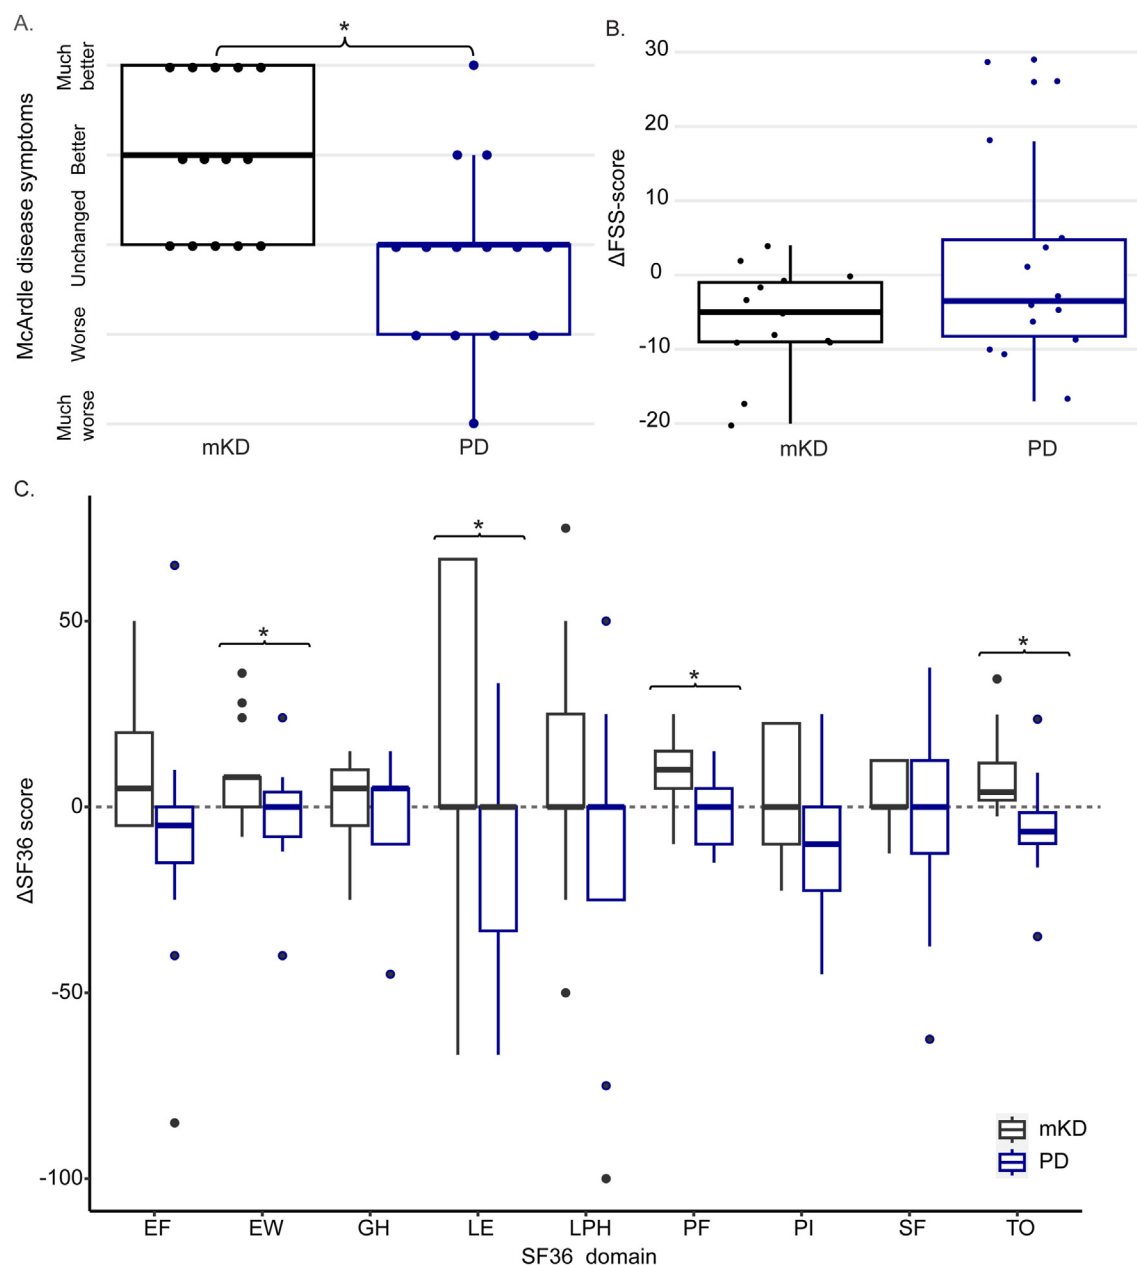 A.
*
McArdle disease symptoms
Much better
Better
Unchanged
Worse
Much worse
mKD
PD
B.
ΔFSS-score
30
20
10
0
-10
-20
mKD
PD
C.
ΔSF36 score
50
0
-50
-100
*
*
*
*
mKD
PD
EF
EW
GH
LE
LPH
PF
PI
SF
TO
SF36 domain